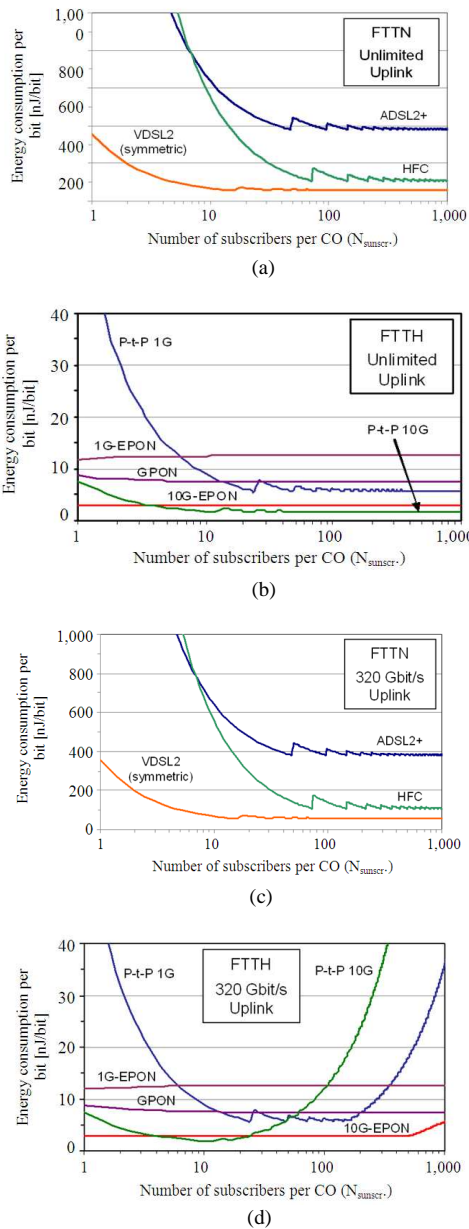 1,00
0
800
600
400
200
Energy consumption per
bit [nJ/bit]
FTTN
Unlimited
Uplink
ADSL2+
VDSL2
(symmetric)
HFC
1
10
100
1,000
Number of subscribers per CO (Nsunscr.)
(a)
40
30
20
10
0
Energy consumption per
bit [nJ/bit]
P-t-P 1G
FTTH
Unlimited
Uplink
P-t-P 10G
1G-EPON
GPON
10G-EPON
1
10
100
1,000
Number of subscribers per CO (Nsunscr.)
(b)
1,000
800
600
400
200
0
Energy consumption per
bit [nJ/bit]
FTTN
320 Gbit/s
Uplink
ADSL2+
VDSL2
(symmetric)
HFC
1
10
100
1,000
Number of subscribers per CO (Nsunscr.)
(c)
40
30
20
10
0
Energy consumption per
bit [nJ/bit]
P-t-P 1G
FTTH
320 Gbit/s
Uplink
P-t-P 10G
1G-EPON
GPON
10G-EPON
1
10
100
1,000
Number of subscribers per CO (Nsunscr.)
(d)